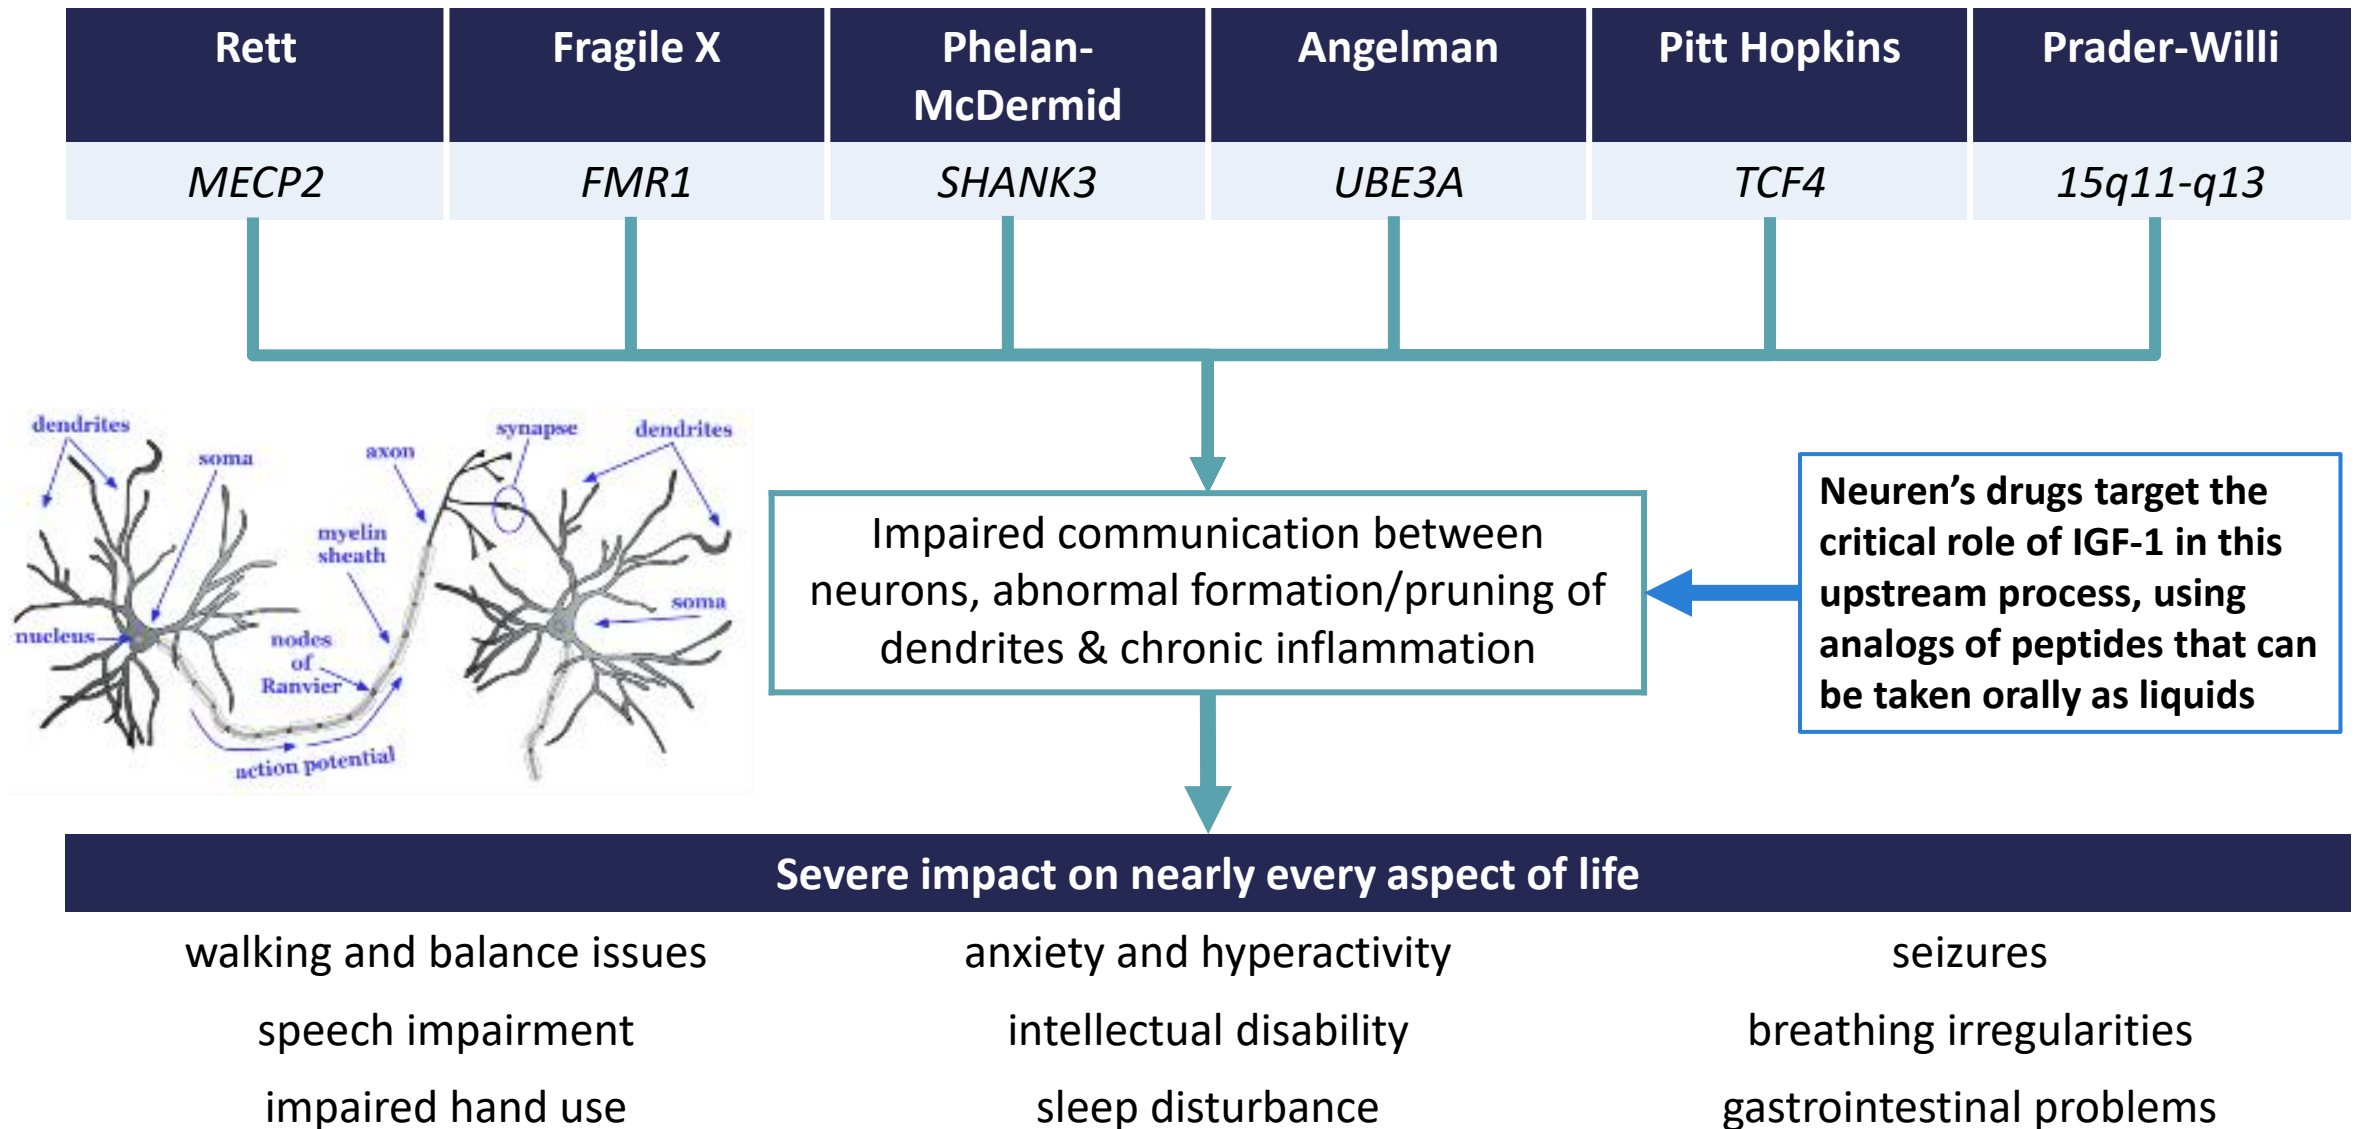 Rett
Fragile X
Phelan-
McDermid
Angelman
Pitt Hopkins
Prader-Willi
MECP2
FMR1
SHANK3
UBE3A
TCF4
15q11-q13
dendrites
soma
axon
synapse
dendrites
myelin
sheath
soma
nucleus
nodes
of
Ranvier
action potential
Impaired communication between
neurons, abnormal formation/pruning of
dendrites & chronic inflammation
Neuren’s drugs target the
critical role of IGF-1 in this
upstream process, using
analogs of peptides that can
be taken orally as liquids
Severe impact on nearly every aspect of life
walking and balance issues
anxiety and hyperactivity
seizures
speech impairment
intellectual disability
breathing irregularities
impaired hand use
sleep disturbance
gastrointestinal problems